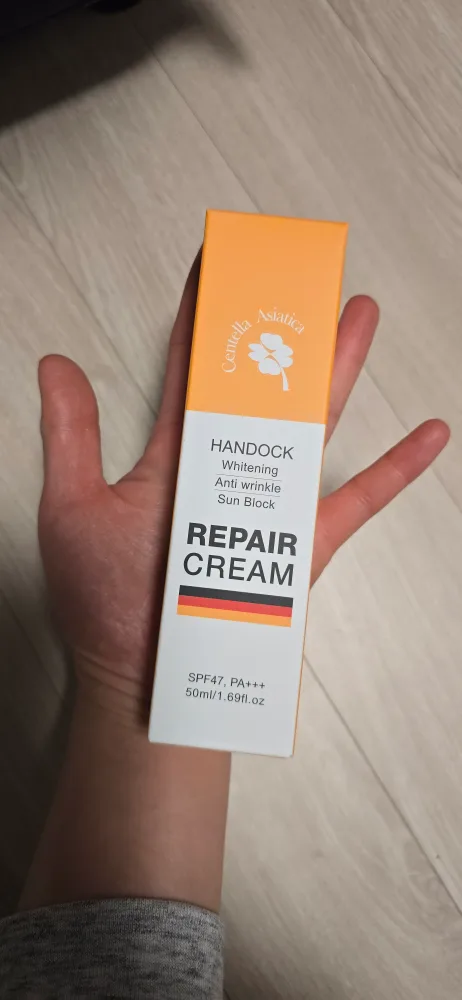 Centella Asiatica
HANDOCK
Whitening
Anti wrinkle
Sun Block
REPAIR
CREAM
SPF47, PA+++
50ml/1.69fl.oz